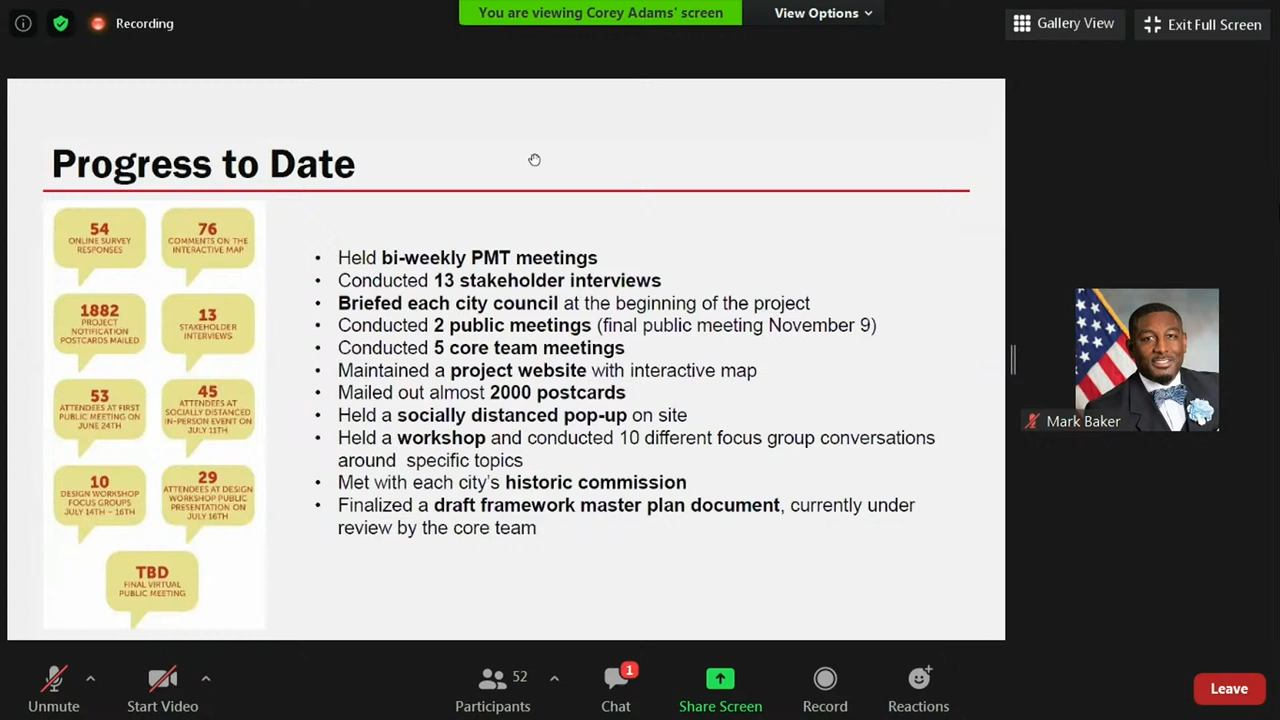 Recording
You are viewing Corey Adams' screen
View Options
Gallery View
Exit Full Screen
Progress to Date
54
ONLINE SURVEY
RESPONSES
76
COMMENTS ON THE
INTERACTIVE MAP
1882
PROJECT
NOTIFICATION
POSTCARDS MAILED
13
STAKEHOLDER
INTERVIEWS
53
ATTENDEES AT FIRST
PUBLIC MEETING ON
JUNE 24TH
45
ATTENDEES AT
SOCIALLY DISTANCED
IN-PERSON EVENT ON
JULY 11TH
10
DESIGN WORKSHOP
FOCUS GROUPS
JULY 14TH – 16TH
29
ATTENDEES AT DESIGN
WORKSHOP PUBLIC
PRESENTATION ON
JULY 16TH
TBD
FINAL VIRTUAL
PUBLIC MEETING
• Held bi-weekly PMT meetings
• Conducted 13 stakeholder interviews
• Briefed each city council at the beginning of the project
• Conducted 2 public meetings (final public meeting November 9)
• Conducted 5 core team meetings
• Maintained a project website with interactive map
• Mailed out almost 2000 postcards
• Held a socially distanced pop-up on site
• Held a workshop and conducted 10 different focus group conversations
around specific topics
• Met with each city's historic commission
• Finalized a draft framework master plan document, currently under
review by the core team
Mark Baker
Unmute
Start Video
52
Participants
1
Chat
Share Screen
Record
Reactions
Leave